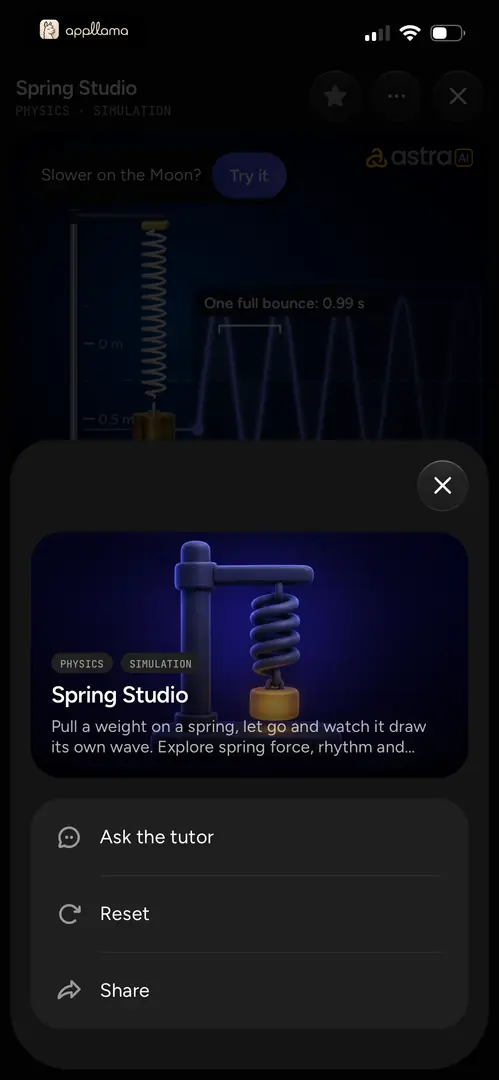 appllama
Spring Studio
PHYSICS · SIMULATION
astra AI
Slower on the Moon? Try it
One full bounce: 0.99 s
0 m
0.5 m
PHYSICS SIMULATION
Spring Studio
Pull a weight on a spring, let go and watch it draw
its own wave. Explore spring force, rhythm and...
Ask the tutor
Reset
Share